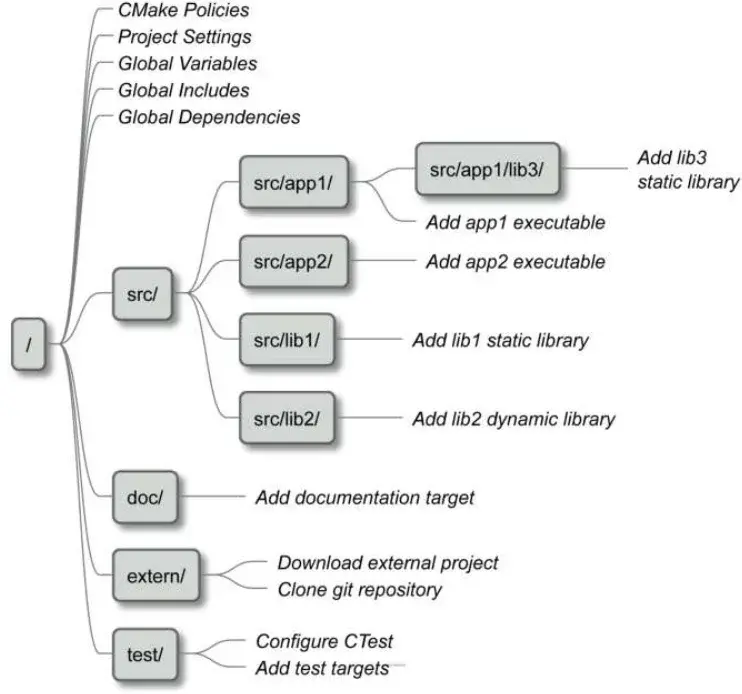 CMake Policies
Project Settings
Global Variables
Global Includes
Global Dependencies
/
src/
src/app1/
src/app1/lib3/
Add lib3
static library
Add app1 executable
src/app2/
Add app2 executable
src/lib1/
Add lib1 static library
src/lib2/
Add lib2 dynamic library
doc/
Add documentation target
extern/
Download external project
Clone git repository
test/
Configure CTest
Add test targets